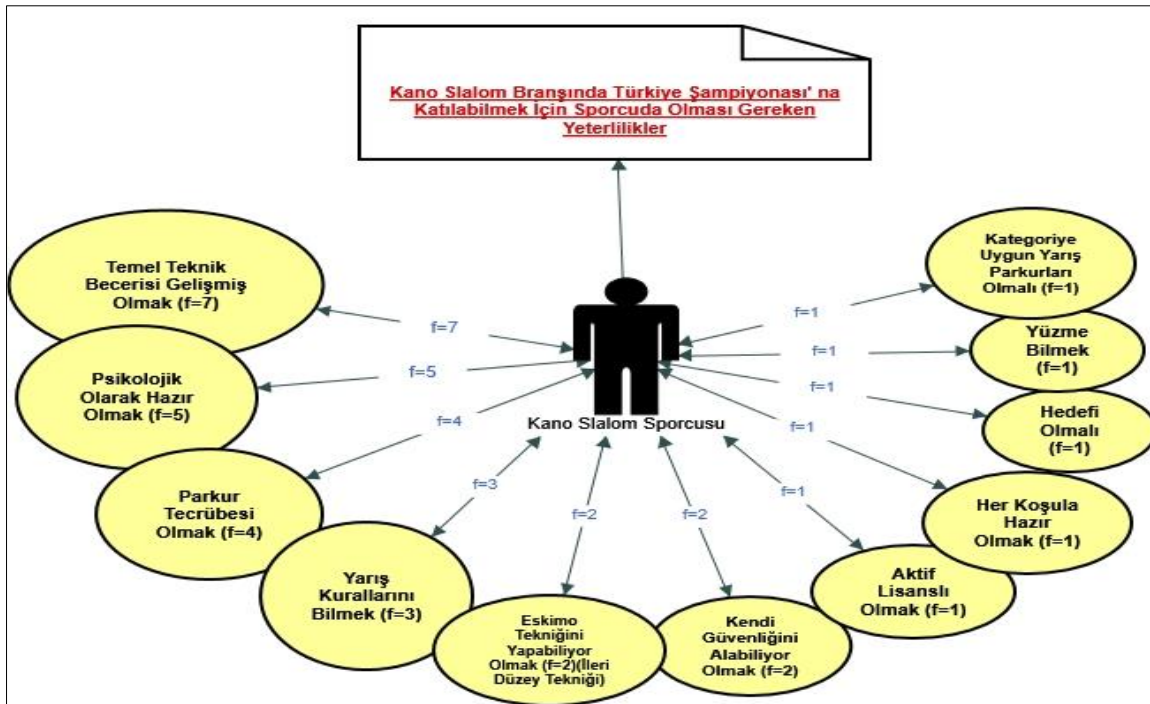 Kano Slalom Branşında Türkiye Şampiyonası' na
Katılabilmek İçin Sporcuda Olması Gereken
Yeterlilikler
Temel Teknik
Becerisi Gelişmiş
Olmak (f=7)
Psikolojik
Olarak Hazır
Olmak (f=5)
Parkur
Tecrübesi
Olmak (f=4)
Yarış
Kurallarını
Bilmek (f=3)
Eskimo
Tekniğini
Yapabiliyor
Olmak (f=2)(İleri
Düzey Tekniği)
Kendi
Güvenliğini
Alabiliyor
Olmak (f=2)
Aktif
Lisanslı
Olmak (f=1)
Her Koşula
Hazır
Olmak (f=1)
Hedefi
Olmalı
(f=1)
Yüzme
Bilmek
(f=1)
Kategoriye
Uygun Yarış
Parkurları
Olmalı (f=1)
Kano Slalom Sporcusu
f=7
f=5
f=4
f=3
f=2
f=2
f=1
f=1
f=1
f=1
f=1